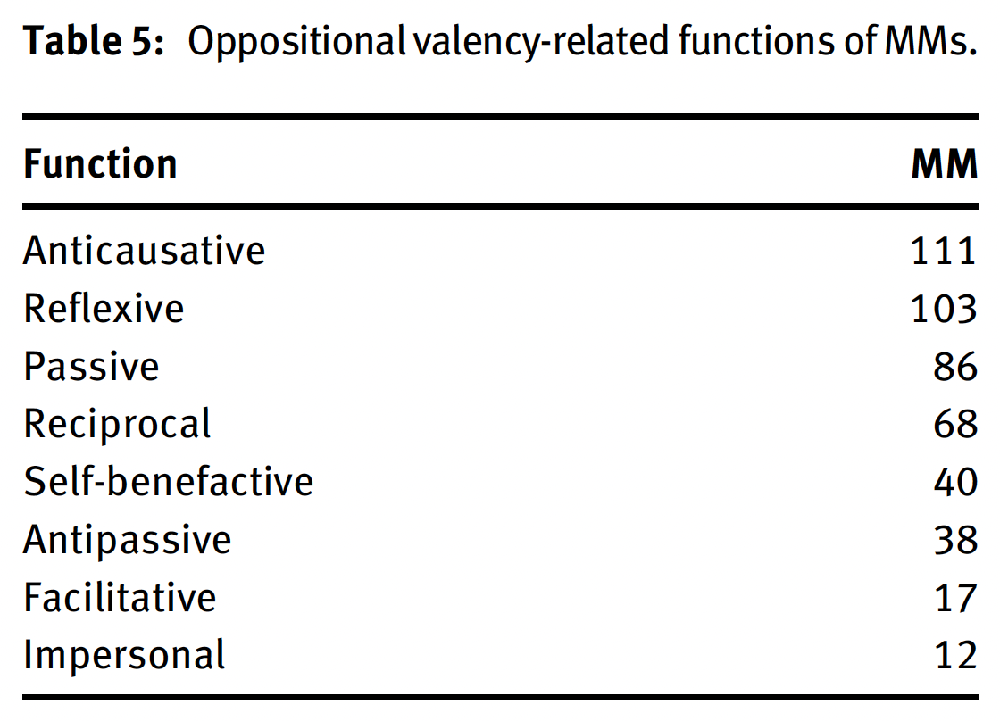 Table 5: Oppositional valency-related functions of MMs.
Function MM
Anticausative 111
Reflexive 103
Passive 86
Reciprocal 68
Self-benefactive 40
Antipassive 38
Facilitative 17
Impersonal 12